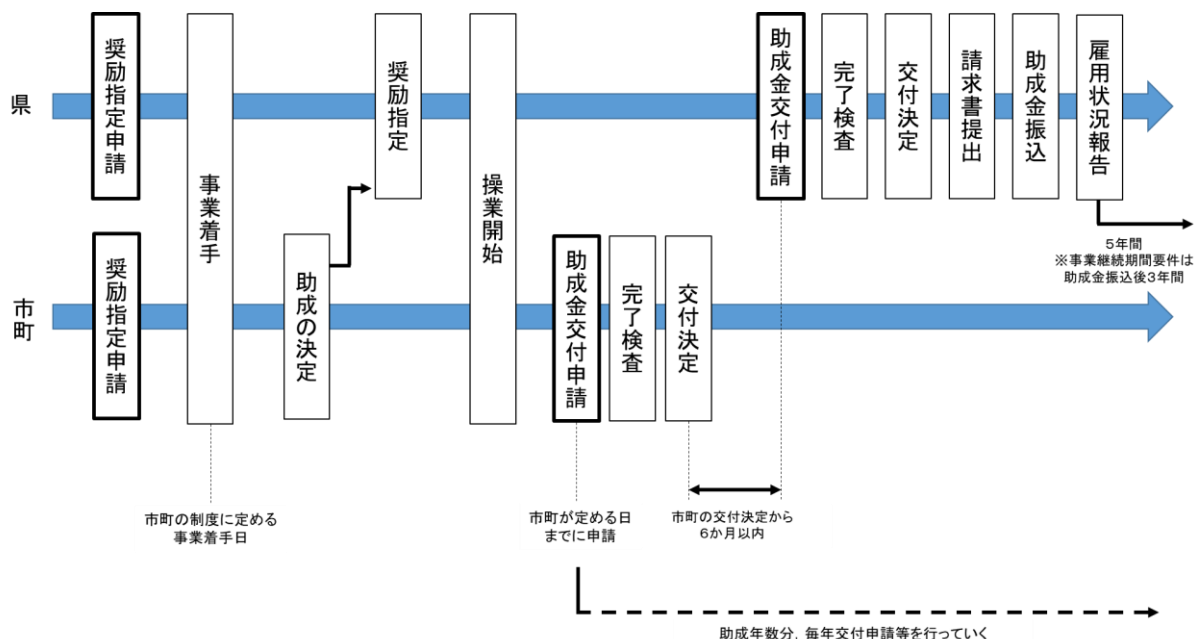 県
奨励指定申請
事業着手
奨励指定
操業開始
助成金交付申請
完了検査
交付決定
請求書提出
助成金振込
雇用状況報告
5年間
※事業継続期間要件は
助成金振込後3年間
市町
奨励指定申請
助成の決定
助成金交付申請
完了検査
交付決定
市町の制度に定める
事業着手日
市町が定める日
までに申請
市町の交付決定から
6か月以内
助成年数分，毎年交付申請等を行っていく